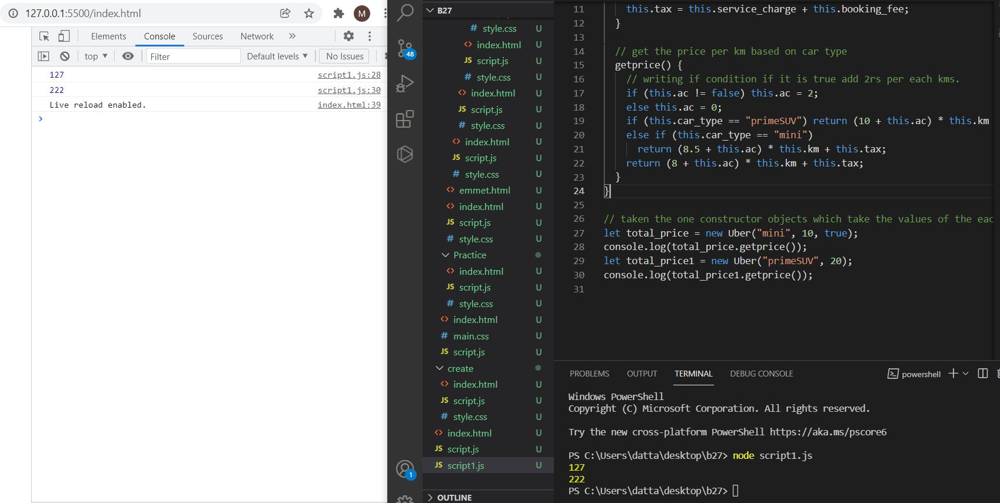 127.0.0.1:5500/index.html
M
Elements
Console
Sources
Network
»
top ▼
Filter
Default levels ▼
No Issues
127 script1.js:28
222 script1.js:30
Live reload enabled. index.html:39
>
48
1
B27
# style.css U
<> index.html U
JS script.js U
# style.css U
<> index.html U
JS script.js U
# style.css U
<> index.html U
JS script.js U
# style.css U
<> emmet.html U
<> index.html U
JS script.js U
# style.css U
Practice
<> index.html U
JS script.js U
# style.css U
<> index.html U
# main.css U
JS script.js U
create
<> index.html U
JS script.js U
# style.css U
<> index.html U
JS script.js U
JS script1.js U
OUTLINE
11 this.tax = this.service_charge + this.booking_fee;
12 }
13
14 // get the price per km based on car type
15 getprice() {
16 // writing if condition if it is true add 2rs per each kms.
17 if (this.ac != false) this.ac = 2;
18 else this.ac = 0;
19 if (this.car_type == "primeSUV") return (10 + this.ac) * this.km
20 else if (this.car_type == "mini")
21 return (8.5 + this.ac) * this.km + this.tax;
22 return (8 + this.ac) * this.km + this.tax;
23 }
24 }
25
26 // taken the one constructor objects which take the values of the eac
27 let total_price = new Uber("mini", 10, true);
28 console.log(total_price.getprice());
29 let total_price1 = new Uber("primeSUV", 20);
30 console.log(total_price1.getprice());
31
PROBLEMS
OUTPUT
TERMINAL
DEBUG CONSOLE
powershell
Windows PowerShell
Copyright (C) Microsoft Corporation. All rights reserved.
Try the new cross-platform PowerShell https://aka.ms/pscore6
PS C:\Users\datta\desktop\b27> node script1.js
127
222
PS C:\Users\datta\desktop\b27>